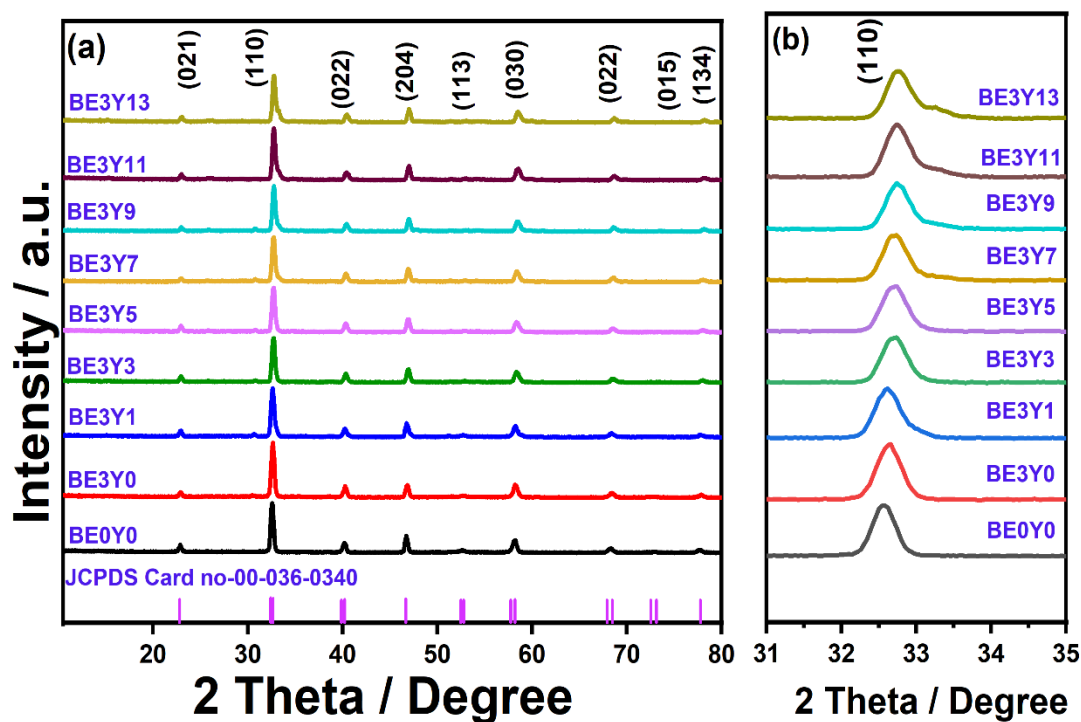 (a)
(021)
(110)
(022)
(204)
(113)
(030)
(022)
(015)
(134)
BE3Y13
BE3Y11
BE3Y9
BE3Y7
BE3Y5
BE3Y3
BE3Y1
BE3Y0
BE0Y0
JCPDS Card no-00-036-0340
20 30 40 50 60 70 80
2 Theta / Degree
Intensity / a.u.
(b)
(110)
BE3Y13
BE3Y11
BE3Y9
BE3Y7
BE3Y5
BE3Y3
BE3Y1
BE3Y0
BE0Y0
31 32 33 34 35
2 Theta / Degree